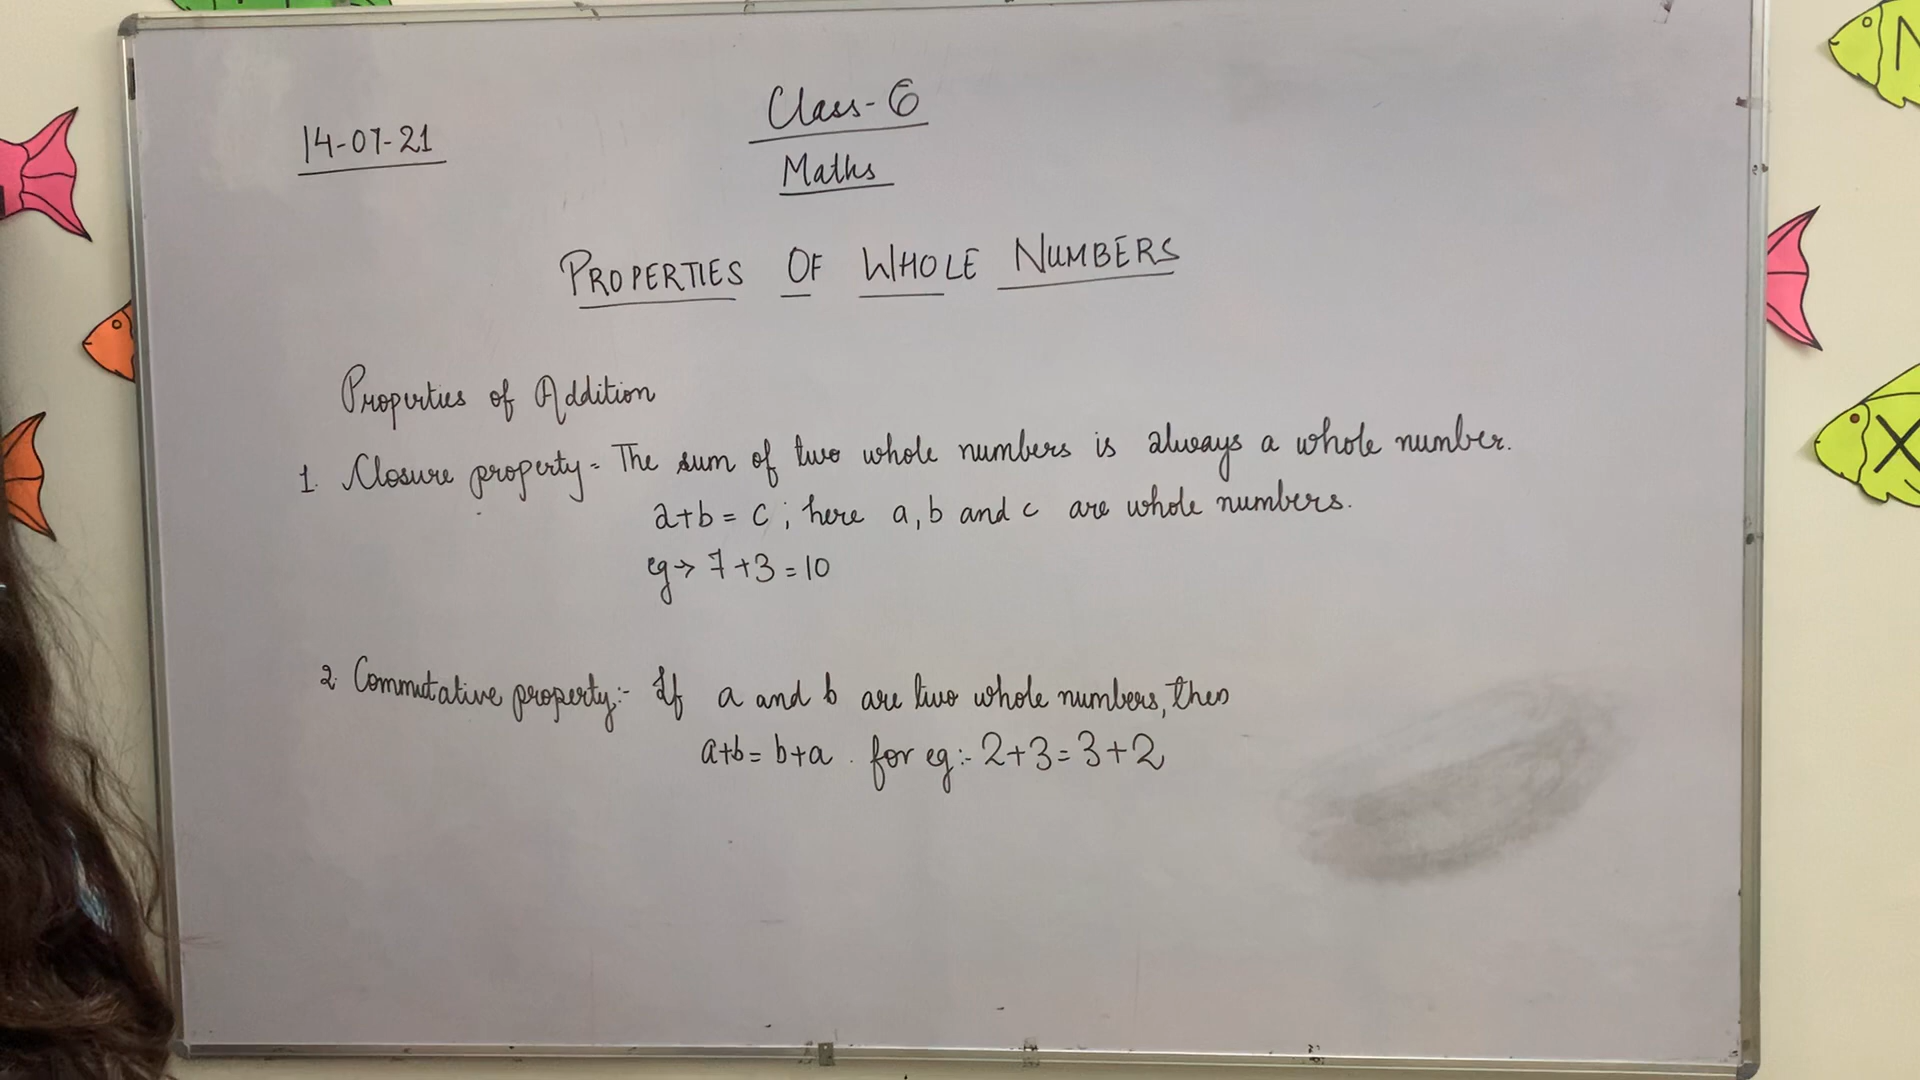 14-07-21
Class-6
Maths
PROPERTIES OF WHOLE NUMBERS
Properties of Addition
1. Closure property- The sum of two whole numbers is always a whole number.
a+b = c ; here a, b and c are whole numbers.
eg→ 7+3=10
2. Commutative property:- If a and b are two whole numbers, then
a+b= b+a . for eg:- 2+3=3+2
N
X